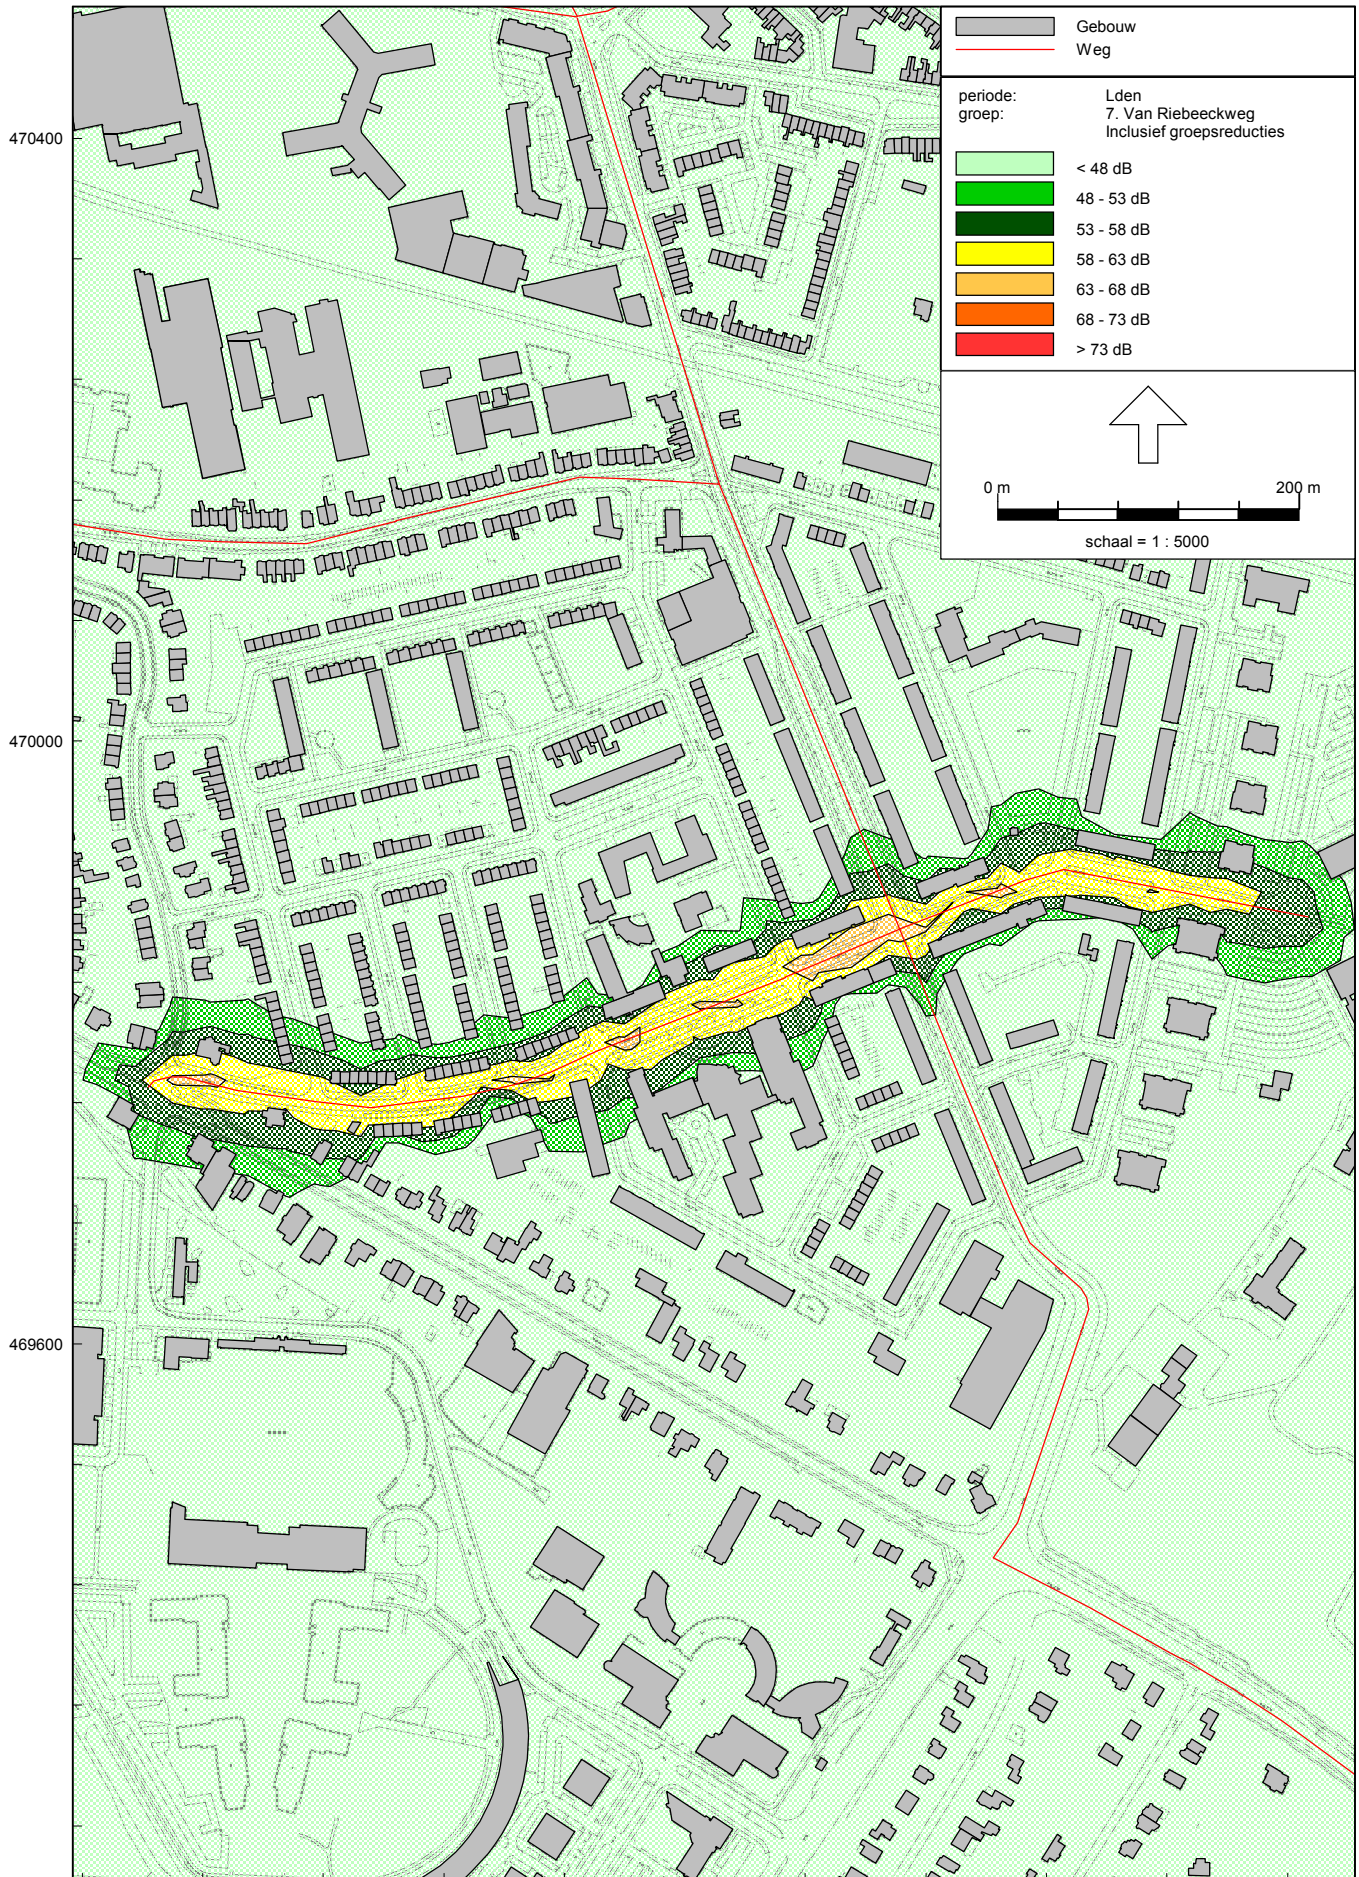 Gebouw
Weg
periode: Lden
groep: 7. Van Riebeeckweg
Inclusief groepsreducties
< 48 dB
48 - 53 dB
53 - 58 dB
58 - 63 dB
63 - 68 dB
68 - 73 dB
> 73 dB
0 m 200 m
schaal = 1 : 5000
470400
470000
469600